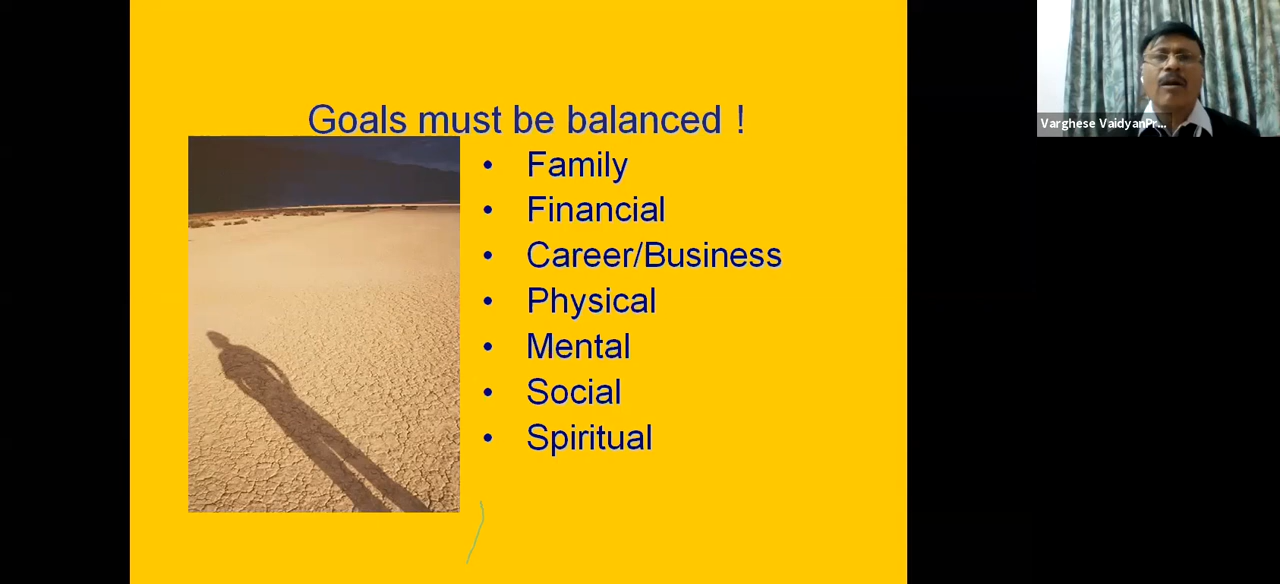 Goals must be balanced !
• Family
• Financial
• Career/Business
• Physical
• Mental
• Social
• Spiritual
Varghese VaidyanPr...